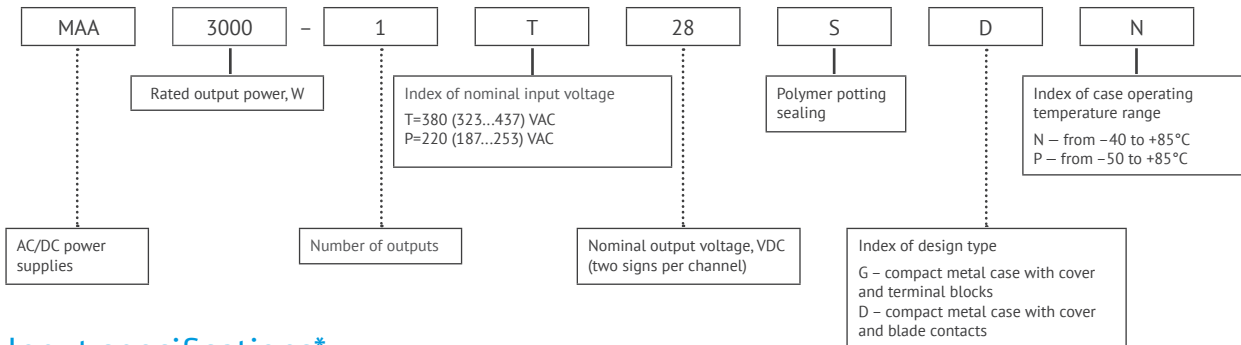 MAA 3000 – 1 T 28 S D N
Rated output power, W
Index of nominal input voltage
T=380 (323...437) VAC
P=220 (187...253) VAC
Polymer potting
sealing
Index of case operating
temperature range
N — from −40 to +85°C
P — from −50 to +85°C
AC/DC power
supplies
Number of outputs
Nominal output voltage, VDC
(two signs per channel)
Index of design type
G – compact metal case with cover
and terminal blocks
D – compact metal case with cover
and blade contacts